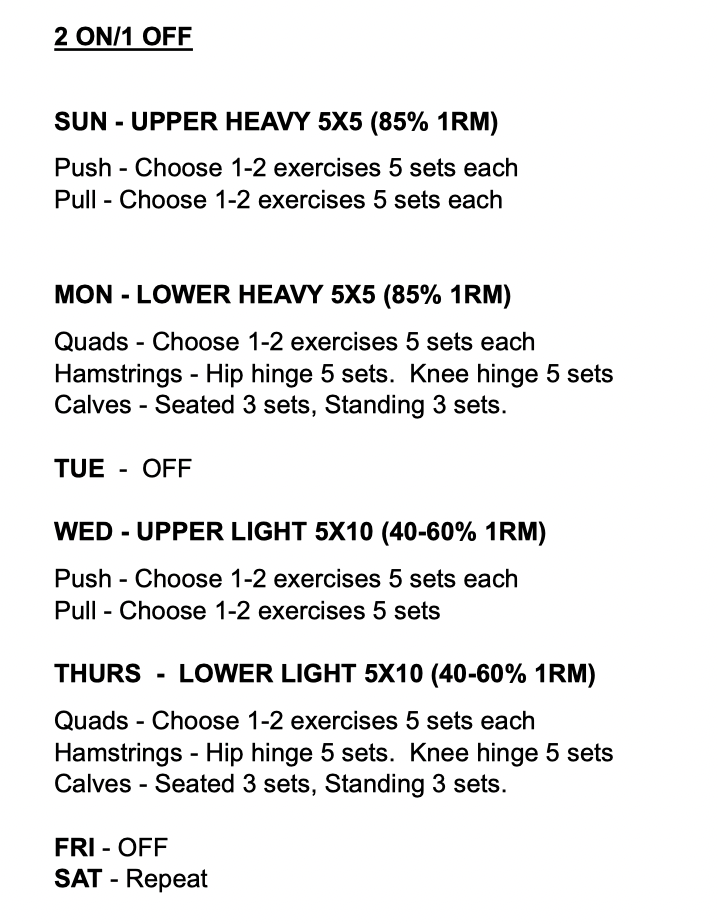 2 ON/1 OFF
SUN - UPPER HEAVY 5X5 (85% 1RM)
Push - Choose 1-2 exercises 5 sets each
Pull - Choose 1-2 exercises 5 sets each
MON - LOWER HEAVY 5X5 (85% 1RM)
Quads - Choose 1-2 exercises 5 sets each
Hamstrings - Hip hinge 5 sets.  Knee hinge 5 sets
Calves - Seated 3 sets, Standing 3 sets.
TUE  -  OFF
WED - UPPER LIGHT 5X10 (40-60% 1RM)
Push - Choose 1-2 exercises 5 sets each
Pull - Choose 1-2 exercises 5 sets
THURS  -  LOWER LIGHT 5X10 (40-60% 1RM)
Quads - Choose 1-2 exercises 5 sets each
Hamstrings - Hip hinge 5 sets.  Knee hinge 5 sets
Calves - Seated 3 sets, Standing 3 sets.
FRI - OFF
SAT - Repeat